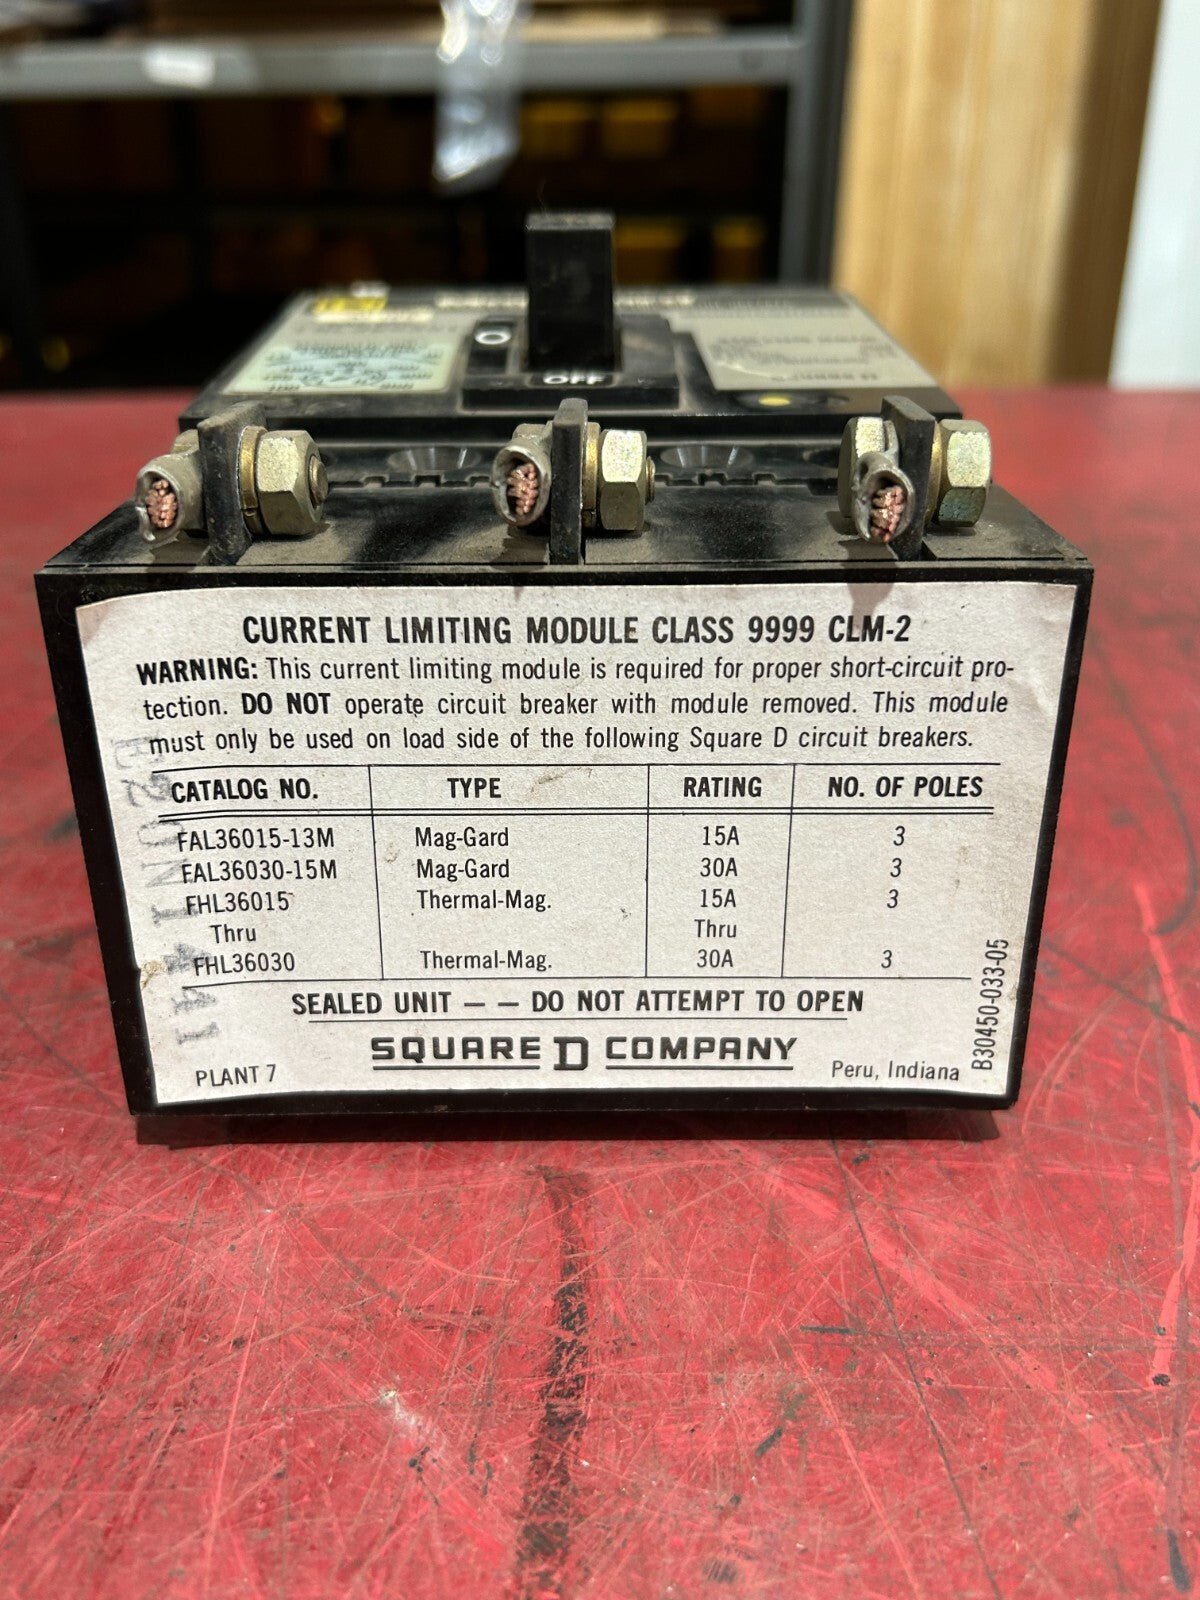 OFF
CURRENT LIMITING MODULE CLASS 9999 CLM-2
WARNING: This current limiting module is required for proper short-circuit pro-
tection. DO NOT operate circuit breaker with module removed. This module
must only be used on load side of the following Square D circuit breakers.
CATALOG NO. TYPE RATING NO. OF POLES
FAL36015-13M Mag-Gard 15A 3
FAL36030-15M Mag-Gard 30A 3
FHL36015 Thermal-Mag. 15A 3
Thru Thru
FHL36030 Thermal-Mag. 30A 3
SEALED UNIT — — DO NOT ATTEMPT TO OPEN
SQUARE D COMPANY
PLANT 7 Peru, Indiana
B30450-033-05